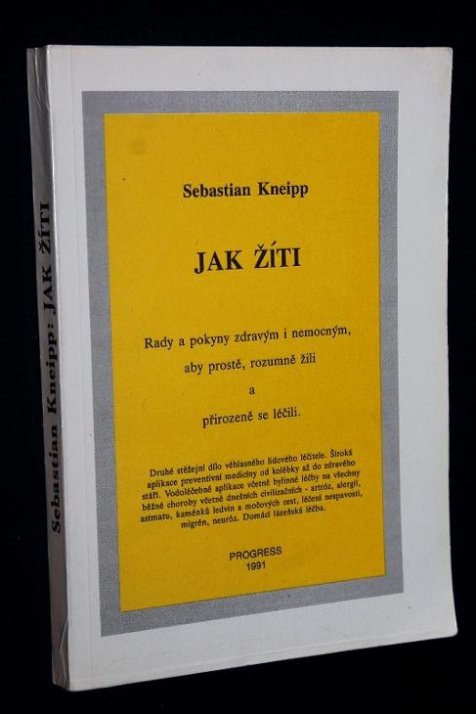 Sebastian Kneipp: JAK ŽÍTI
Sebastian Kneipp
JAK ŽÍTI
Rady a pokyny zdravým i nemocným,
aby prostě, rozumně žili
a
přirozeně se léčili.
Druhé stěžejní dílo věhlasného lidového léčitele. Široká
aplikace preventivní medicíny od kolébky až do zdravého
stáří. Vodoléčebné aplikace včetně bylinné léčby na všechny
běžné choroby včetně dnešních civilizačních - artróz, alergií,
astmatu, kaménků ledvin a močových cest, léčení nespavosti,
migrén, neuróz. Domácí lázeňská léčba.
PROGRESS
1991